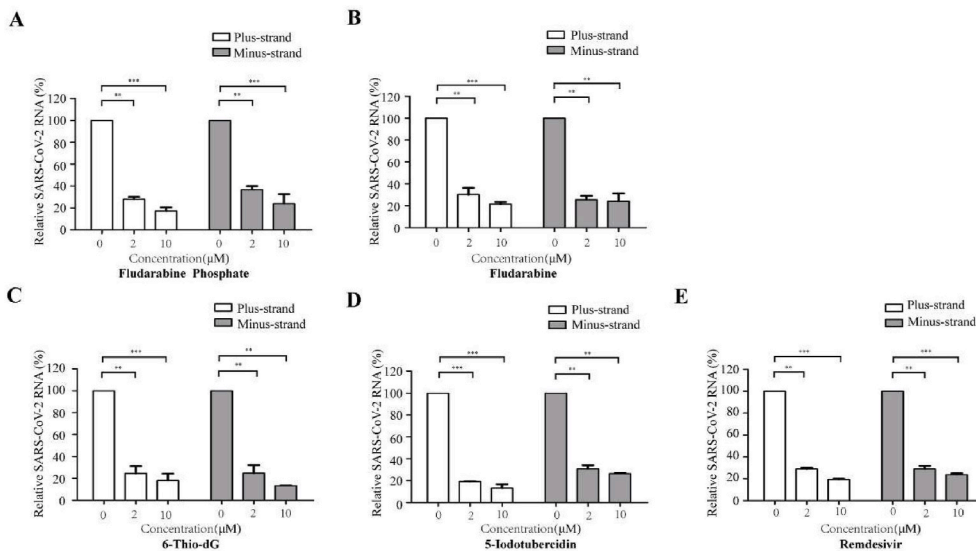 A
Plus-strand
Minus-strand
*** ***
** **
Relative SARS-CoV-2 RNA (%)
120
100
80
60
40
20
0
0 2 10 0 2 10
Concentration(μM)
Fludarabine Phosphate
B
Plus-strand
Minus-strand
*** **
** **
Relative SARS-CoV-2 RNA (%)
120
100
80
60
40
20
0
0 2 10 0 2 10
Concentration(μM)
Fludarabine
C
Plus-strand
Minus-strand
*** **
** **
Relative SARS-CoV-2 RNA (%)
120
100
80
60
40
20
0
0 2 10 0 2 10
Concentration(μM)
6-Thio-dG
D
Plus-strand
Minus-strand
*** **
*** **
Relative SARS-CoV-2 RNA (%)
120
100
80
60
40
20
0
0 2 10 0 2 10
Concentration(μM)
5-Iodotubercidin
E
Plus-strand
Minus-strand
*** ***
** **
Relative SARS-CoV-2 RNA (%)
120
100
80
60
40
20
0
0 2 10 0 2 10
Concentration(μM)
Remdesivir